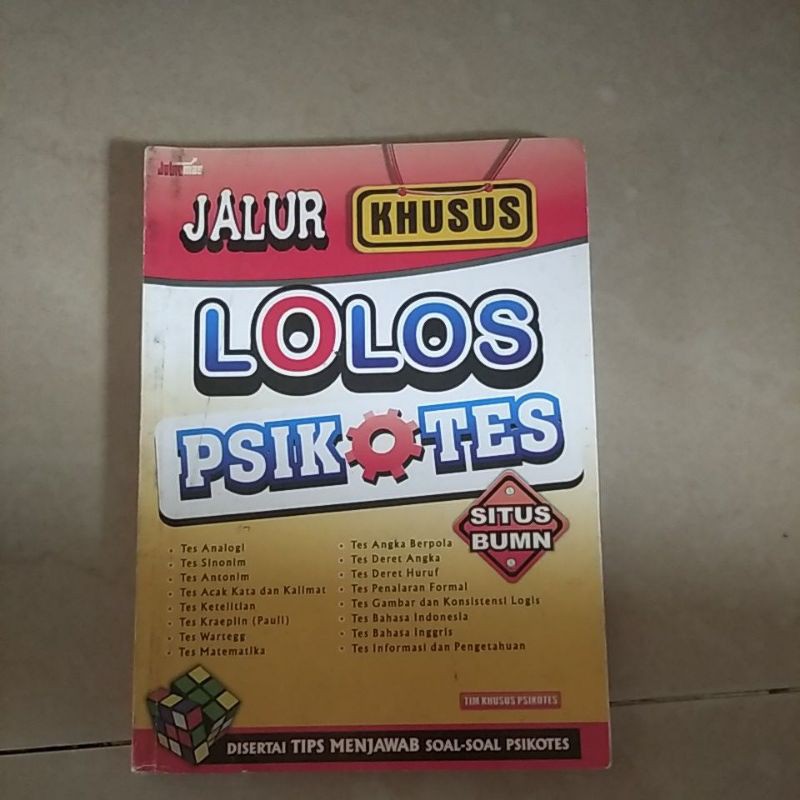 JALUR KHUSUS
LOLOS
PSIKOTES
SITUS
BUMN
• Tes Analogi
• Tes Sinonim
• Tes Antonim
• Tes Acak Kata dan Kalimat
• Tes Ketelitian
• Tes Kraeplin (Pauli)
• Tes Wartegg
• Tes Matematika
• Tes Angka Berpola
• Tes Deret Angka
• Tes Deret Huruf
• Tes Penalaran Formal
• Tes Gambar dan Konsistensi Logis
• Tes Bahasa Indonesia
• Tes Bahasa Inggris
• Tes Informasi dan Pengetahuan
TIM KHUSUS PSIKOTES
DISERTAI TIPS MENJAWAB SOAL-SOAL PSIKOTES